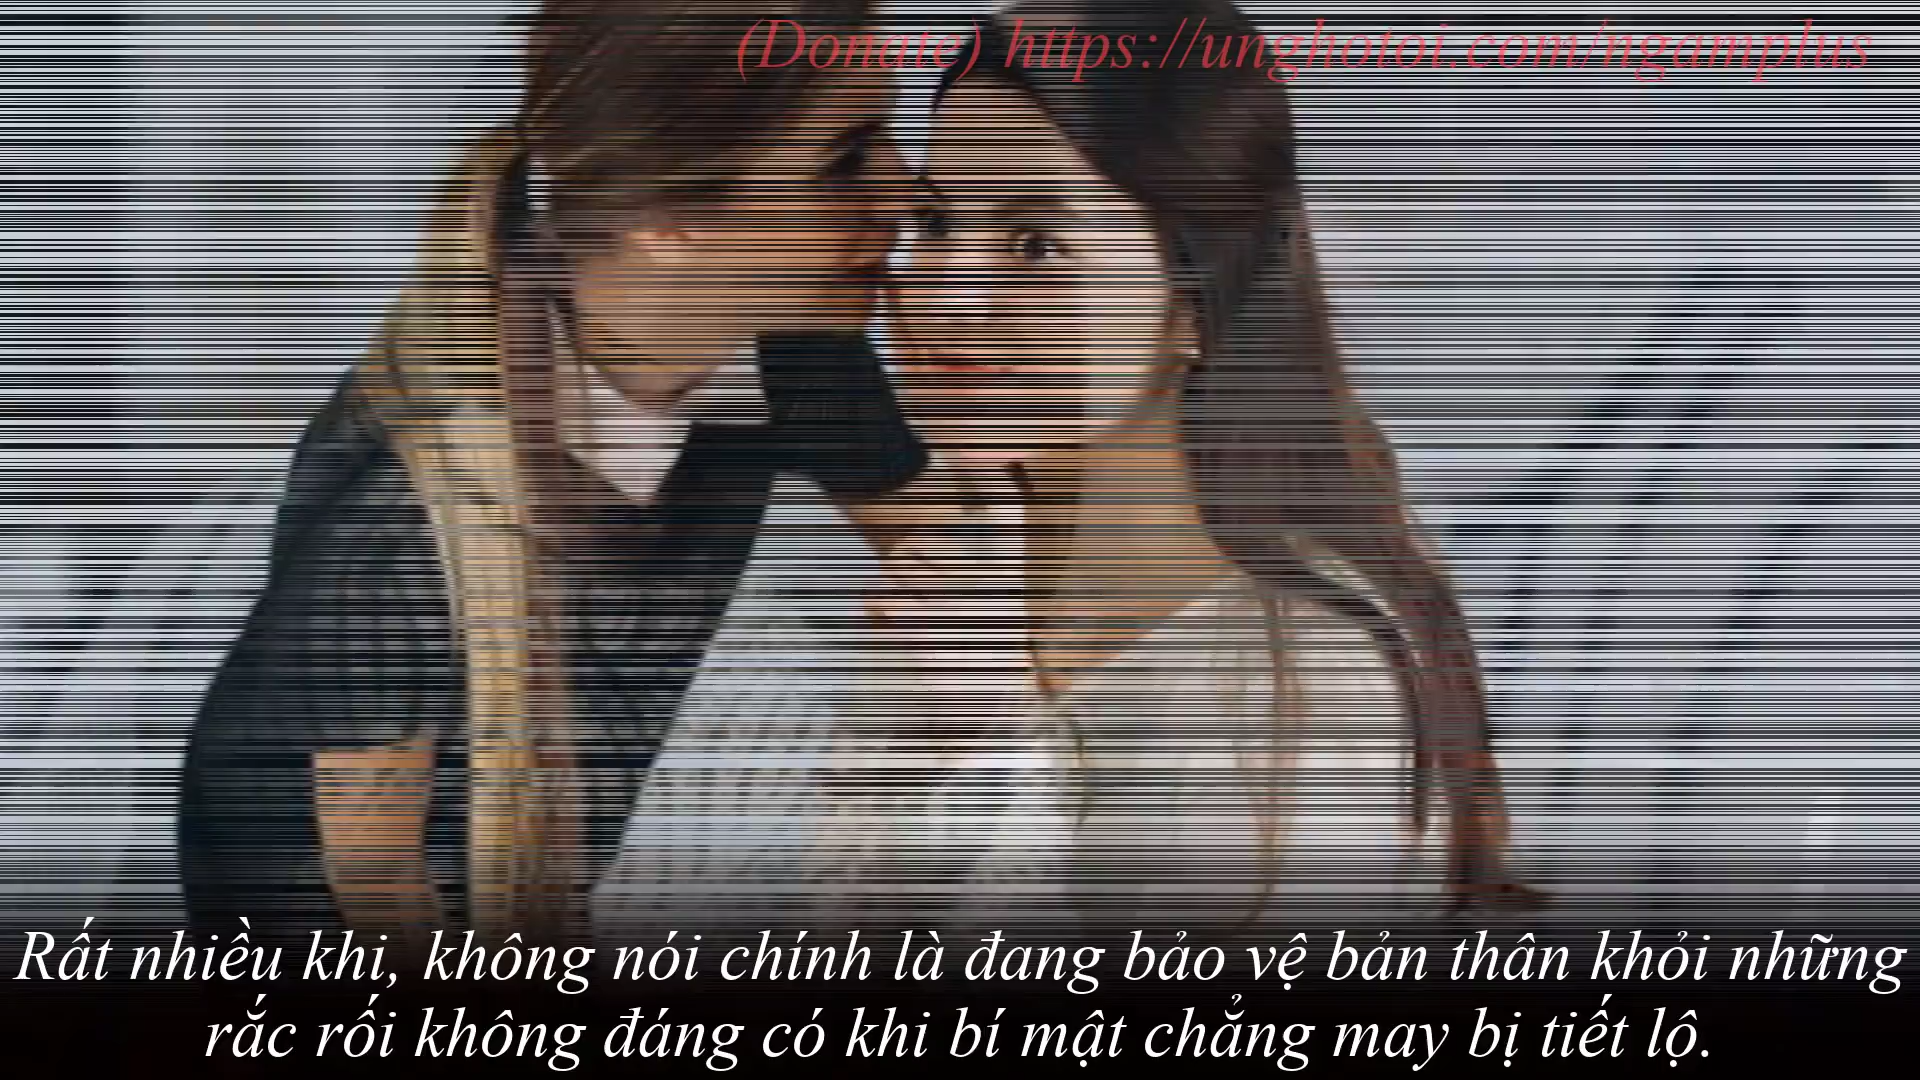 (Donate) https://unghotoi.com/ngamplus
Rất nhiều khi, không nói chính là đang bảo vệ bản thân khỏi những
rắc rối không đáng có khi bí mật chẳng may bị tiết lộ.